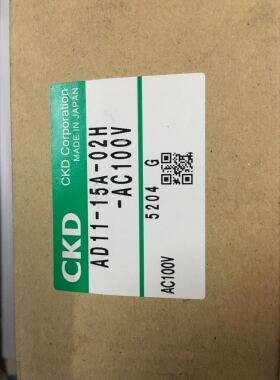 CKD
CKD Corporation
MADE IN JAPAN
AD11-15A-02H
-AC100V
5204 G
AC100V